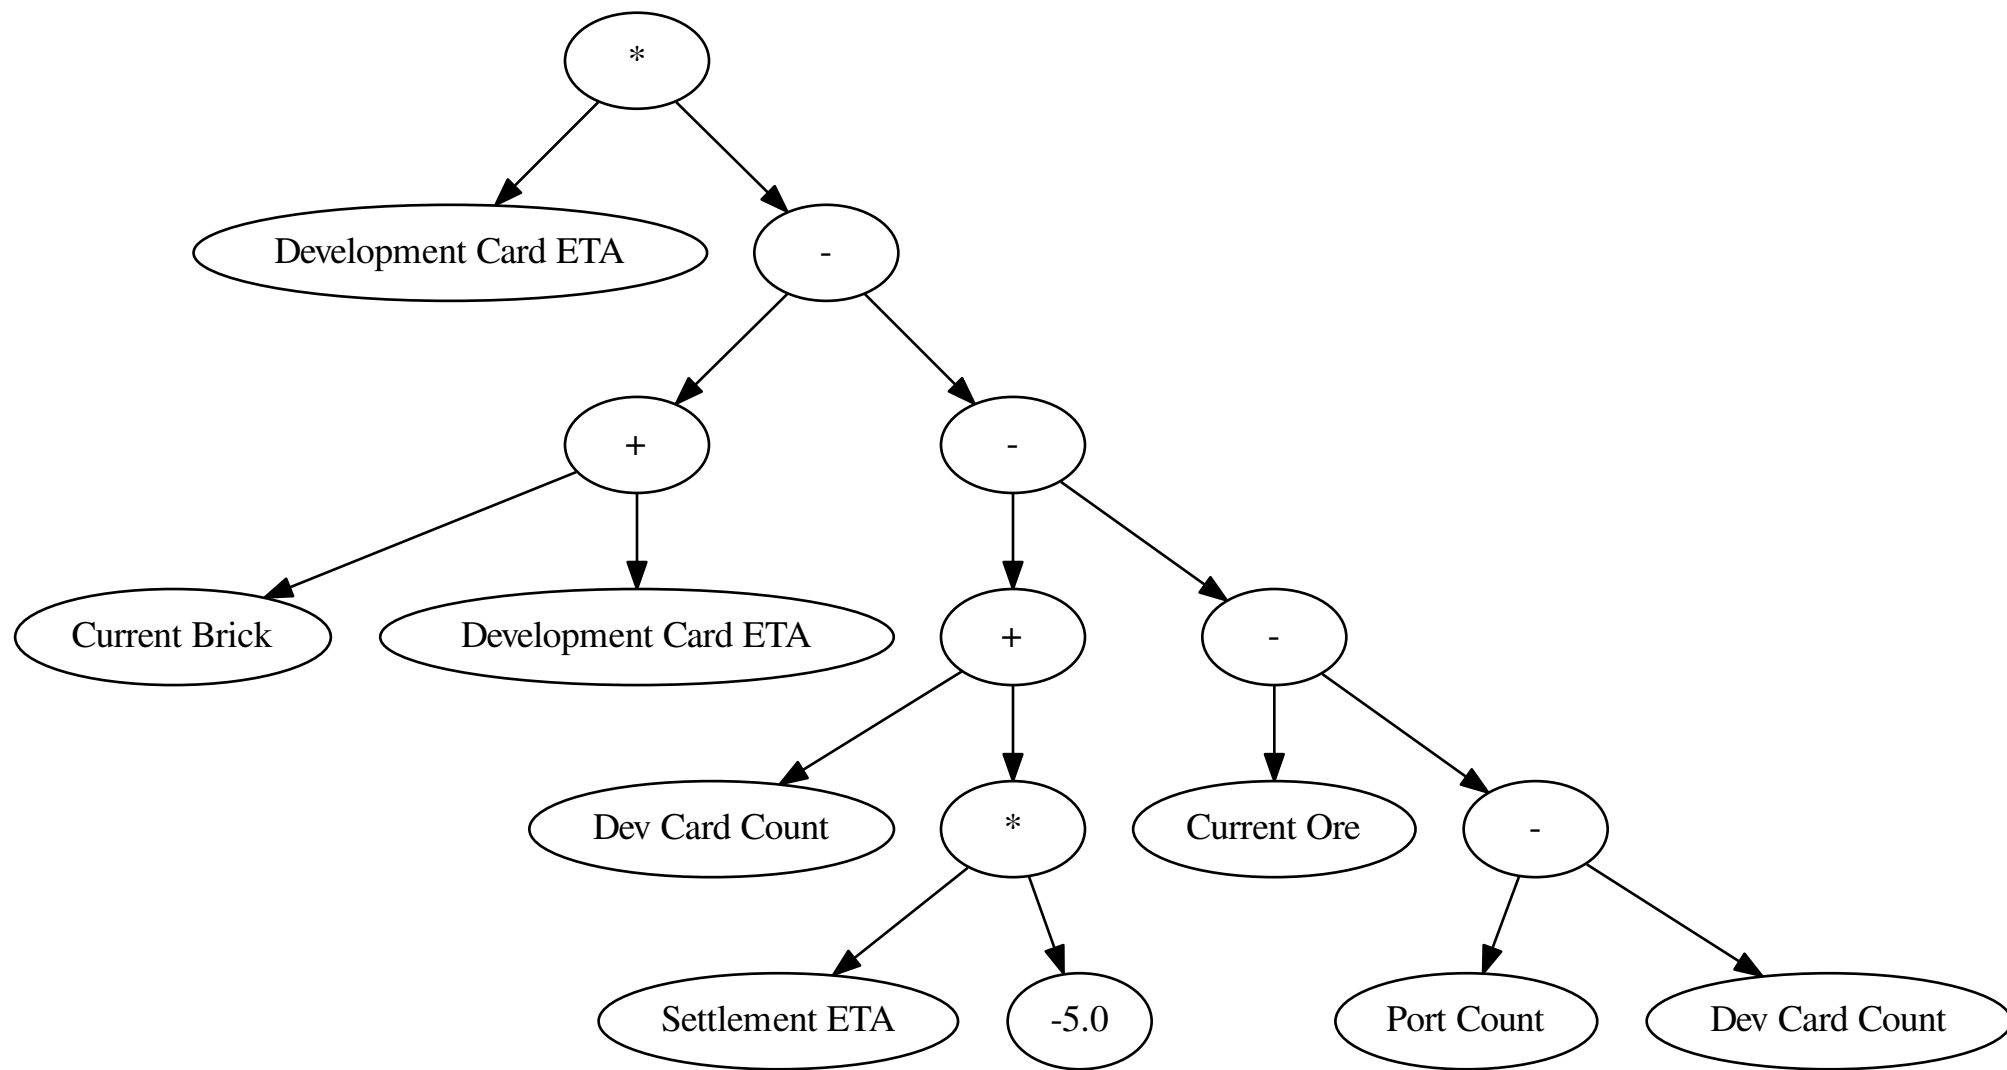 *
Development Card ETA
-
+
-
Current Brick
Development Card ETA
+
-
Dev Card Count
*
Current Ore
-
Settlement ETA
-5.0
Port Count
Dev Card Count